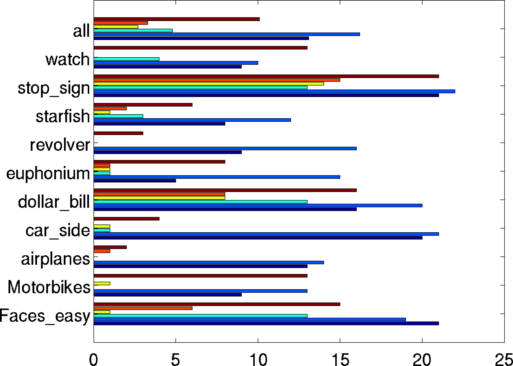 all
watch
stop_sign
starfish
revolver
euphonium
dollar_bill
car_side
airplanes
Motorbikes
Faces_easy
0 5 10 15 20 25